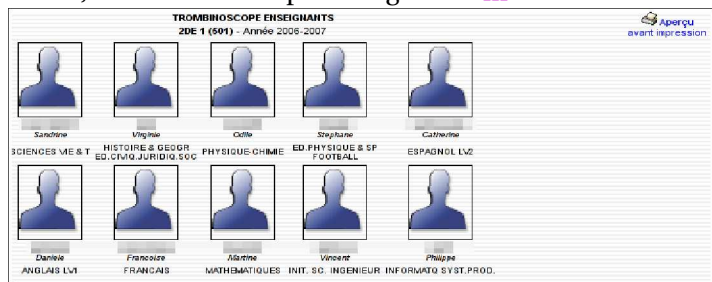 TROMBINOSCOPE ENSEIGNANTS
2DE 1 (501) - Année 2006-2007
Aperçu
avant impression
Sandrine Virginie Odile Stephane Catherine
SCIENCES VIE & T HISTOIRE & GEOGR PHYSIQUE-CHIMIE ED.PHYSIQUE & SP ESPAGNOL LV2
ED.CIVIQ.JURIDIQ.SOC FOOTBALL
Daniele Francoise Martine Vincent Philippe
ANGLAIS LV1 FRANCAIS MATHEMATIQUES INIT. SC. INGENIEUR INFORMATQ SYST.PROD.